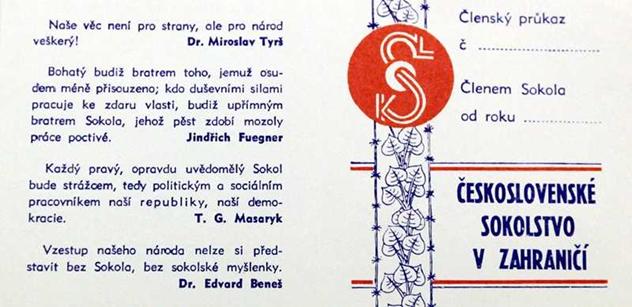 Naše věc není pro strany, ale pro národ
veškerý! Dr. Miroslav Tyrš
Bohatý budiž bratrem toho, jemuž osu-
dem méně přisouzeno; kdo duševními silami
pracuje ke zdaru vlasti, budiž upřímným
bratrem Sokola, jehož pěst zdobí mozoly
práce poctivé. Jindřich Fuegner
Každý pravý, opravdu uvědomělý Sokol
bude strážcem, tedy politickým a sociálním
pracovníkem naší republiky, naší demo-
kracie. T. G. Masaryk
Vzestup našeho národa nelze si před-
stavit bez Sokola, bez sokolské myšlenky.
Dr. Edvard Beneš
Členský průkaz
č
Členem Sokola
od roku
ČESKOSLOVENSKÉ
SOKOLSTVO
V ZAHRANIČÍ